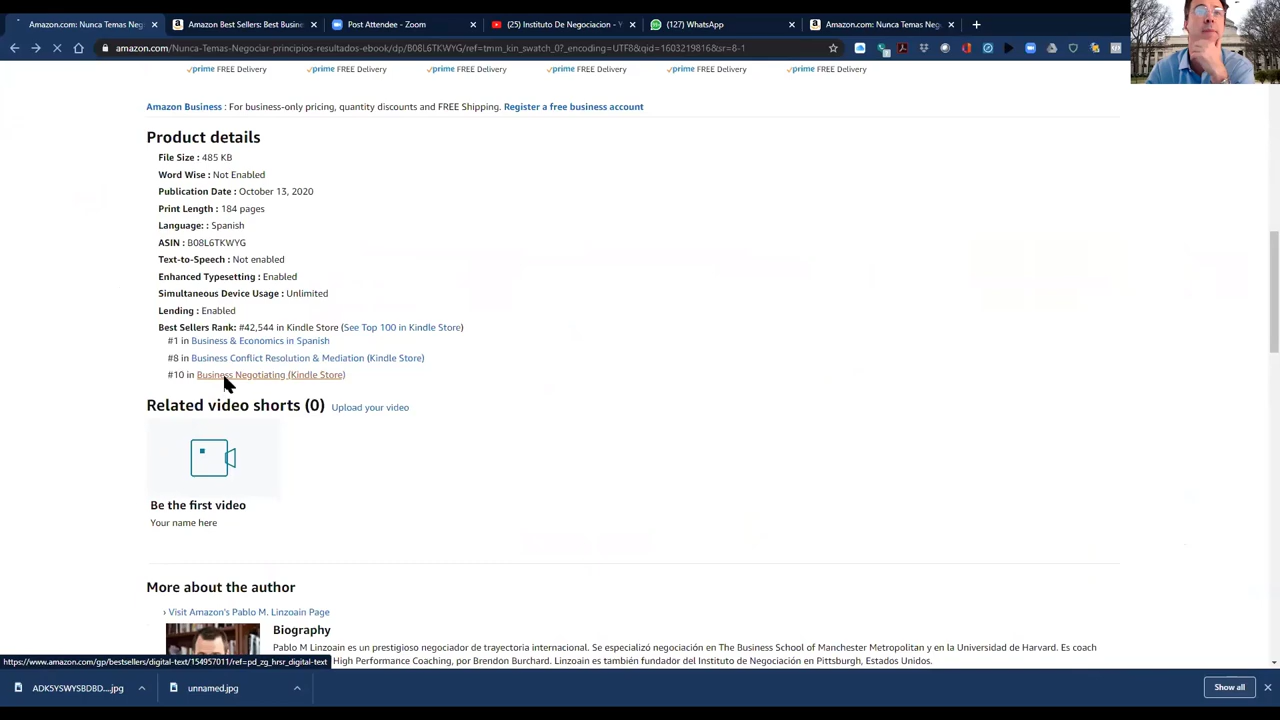 Amazon.com: Nunca Temas Neg
Amazon Best Sellers: Best Busine
Post Attendee - Zoom
(25) Instituto De Negociacion - Y
(127) WhatsApp
Amazon.com: Nunca Temas Neg
amazon.com/Nunca-Temas-Negociar-principios-resultados-ebook/dp/B08L6TKWYG/ref=tmm_kin_swatch_0?_encoding=UTF8&qid=1603219816&sr=8-1
prime FREE Delivery prime FREE Delivery prime FREE Delivery prime FREE Delivery prime FREE Delivery prime FREE Delivery
Amazon Business : For business-only pricing, quantity discounts and FREE Shipping. Register a free business account
Product details
File Size : 485 KB
Word Wise : Not Enabled
Publication Date : October 13, 2020
Print Length : 184 pages
Language: : Spanish
ASIN : B08L6TKWYG
Text-to-Speech : Not enabled
Enhanced Typesetting : Enabled
Simultaneous Device Usage : Unlimited
Lending : Enabled
Best Sellers Rank: #42,544 in Kindle Store (See Top 100 in Kindle Store)
#1 in Business & Economics in Spanish
#8 in Business Conflict Resolution & Mediation (Kindle Store)
#10 in Business Negotiating (Kindle Store)
Related video shorts (0) Upload your video
Be the first video
Your name here
More about the author
› Visit Amazon's Pablo M. Linzoain Page
Biography
Pablo M Linzoain es un prestigioso negociador de trayectoria internacional. Se especializó negociación en The Business School of Manchester Metropolitan y en la Universidad de Harvard. Es coach
High Performance Coaching, por Brendon Burchard. Linzoain es también fundador del Instituto de Negociación en Pittsburgh, Estados Unidos.
https://www.amazon.com/gp/bestsellers/digital-text/154957011/ref=pd_zg_hrsr_digital-text
ADK5YSWYSBDBD....jpg
unnamed.jpg
Show all